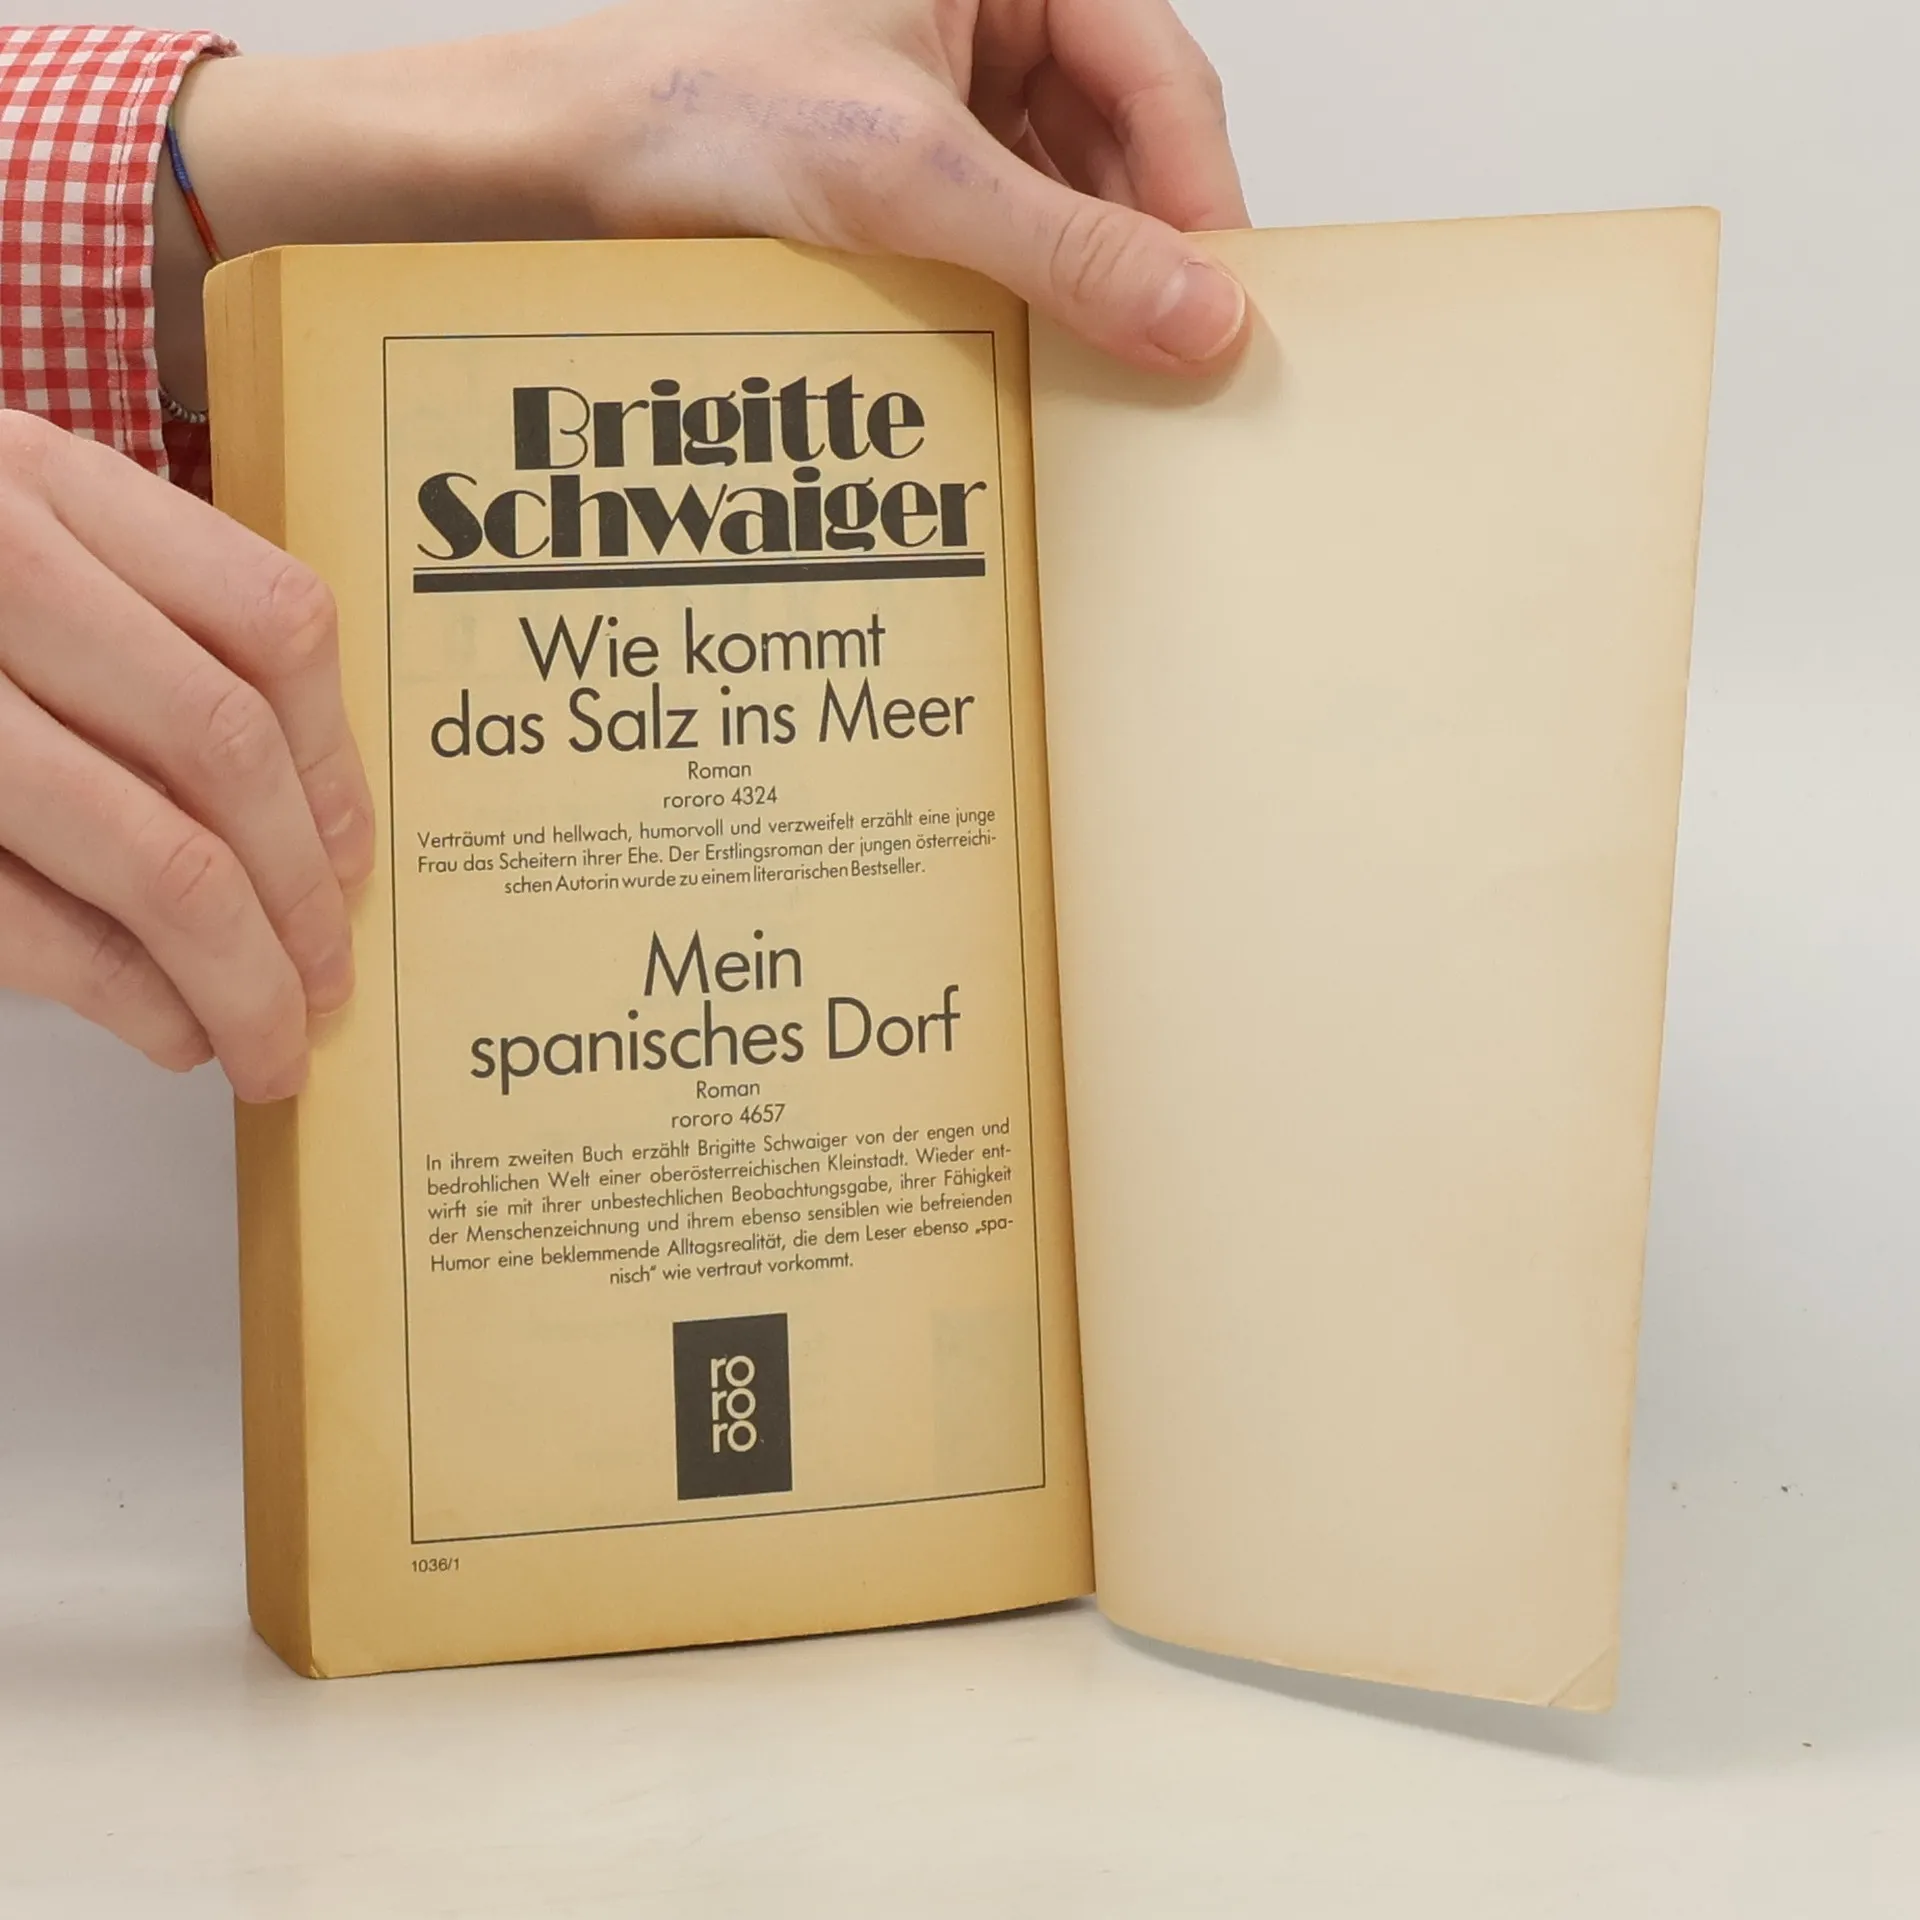 Brigitte
Schwaiger
Wie kommt
das Salz ins Meer
Roman
rororo 4324
Verträumt und hellwach, humorvoll und verzweifelt erzählt eine junge
Frau das Scheitern ihrer Ehe. Der Erstlingsroman der jungen österreichi-
schen Autorin wurde zu einem literarischen Bestseller.
Mein
spanisches Dorf
Roman
rororo 4657
In ihrem zweiten Buch erzählt Brigitte Schwaiger von der engen und
bedrohlichen Welt einer oberösterreichischen Kleinstadt. Wieder ent-
wirft sie mit ihrer unbestechlichen Beobachtungsgabe, ihrer Fähigkeit
der Menschenzeichnung und ihrem ebenso sensiblen wie befreienden
Humor eine beklemmende Alltagsrealität, die dem Leser ebenso „spa-
nisch“ wie vertraut vorkommt.
ro
ro
ro
1036/1